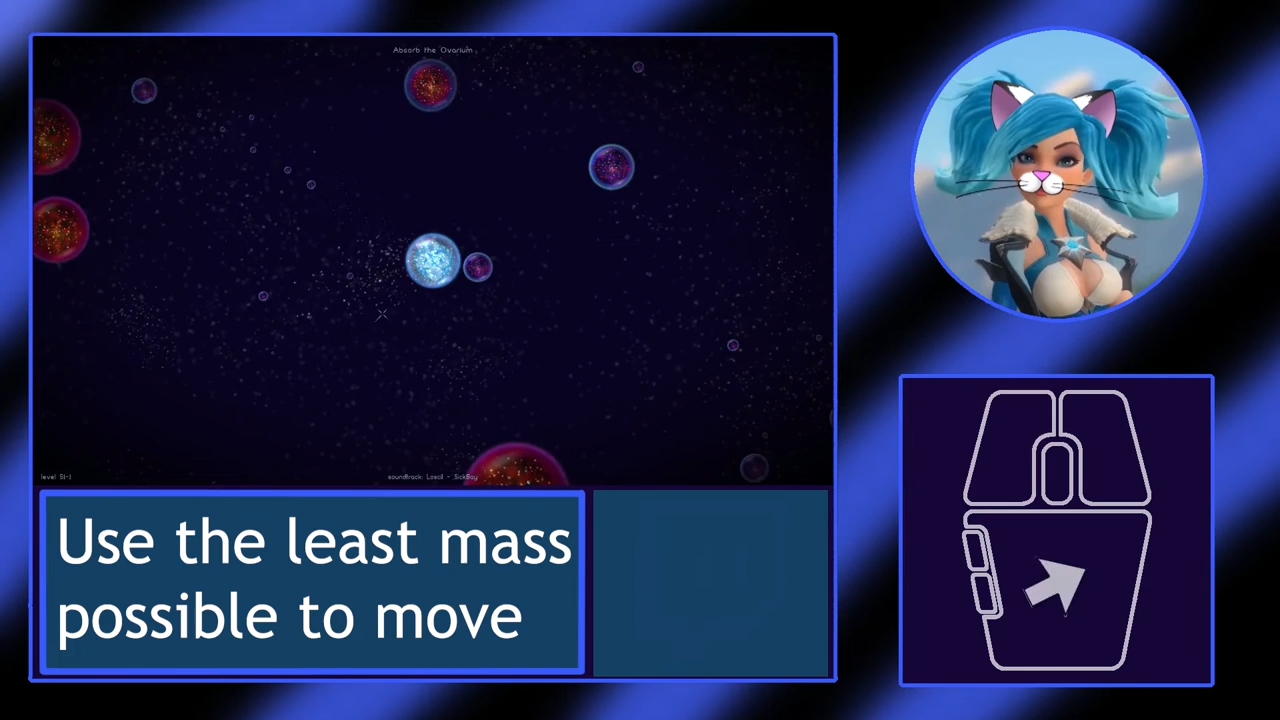 Absorb the Ovarium
level S1-1
soundtrack: Loscil - Sickbay
Use the least mass
possible to move